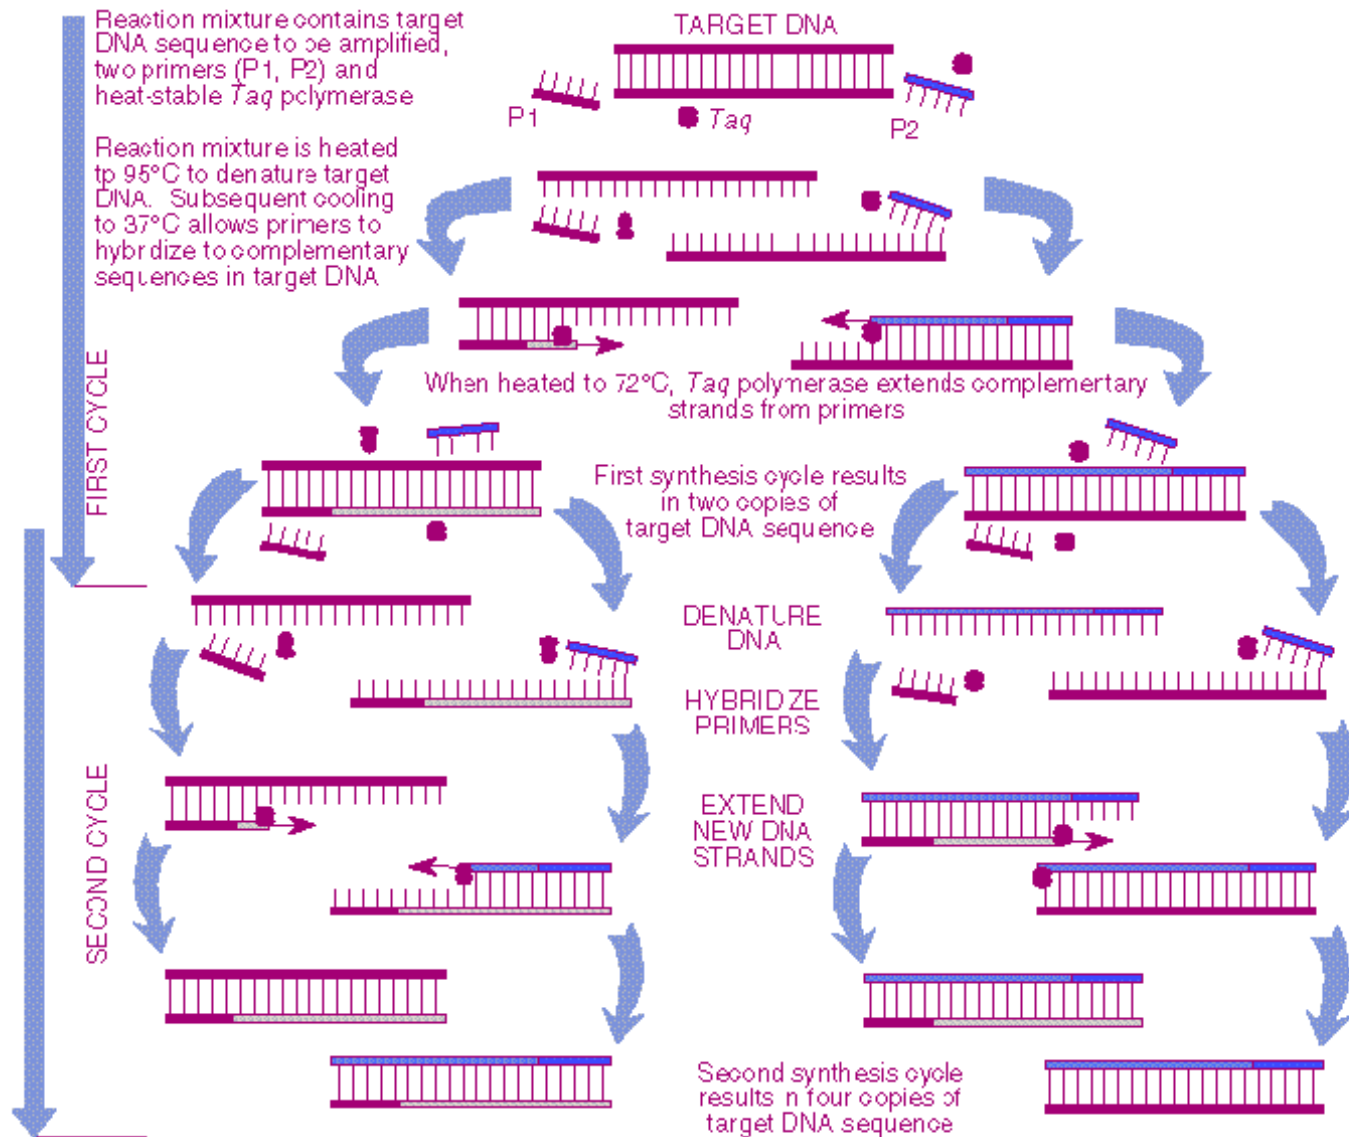 Reaction mixture contains target
DNA sequence to be amplified,
two primers (P1, P2) and
heat-stable Taq polymerase
TARGET DNA
P1
Taq
P2
Reaction mixture is heated
tp 95°C to denature target
DNA. Subsequent cooling
to 37°C allows primers to
hybridize to complementary
sequences in target DNA
When heated to 72°C, Taq polymerase extends complementary
strands from primers
FIRST CYCLE
First synthesis cycle results
in two copies of
target DNA sequence
DENATURE
DNA
HYBRIDZE
PRIMERS
SECOND CYCLE
EXTEND
NEW DNA
STRANDS
Second synthesis cycle
results in four copies of
target DNA sequence